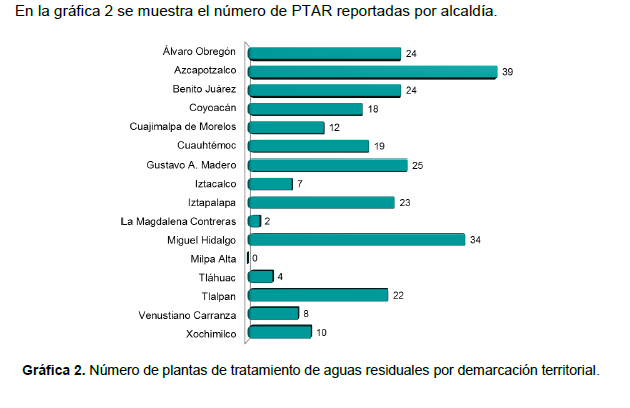 En la gráfica 2 se muestra el número de PTAR reportadas por alcaldía.
Álvaro Obregón 24
Azcapotzalco 39
Benito Juárez 24
Coyoacán 18
Cuajimalpa de Morelos 12
Cuauhtémoc 19
Gustavo A. Madero 25
Iztacalco 7
Iztapalapa 23
La Magdalena Contreras 2
Miguel Hidalgo 34
Milpa Alta 0
Tláhuac 4
Tlalpan 22
Venustiano Carranza 8
Xochimilco 10
Gráfica 2. Número de plantas de tratamiento de aguas residuales por demarcación territorial.